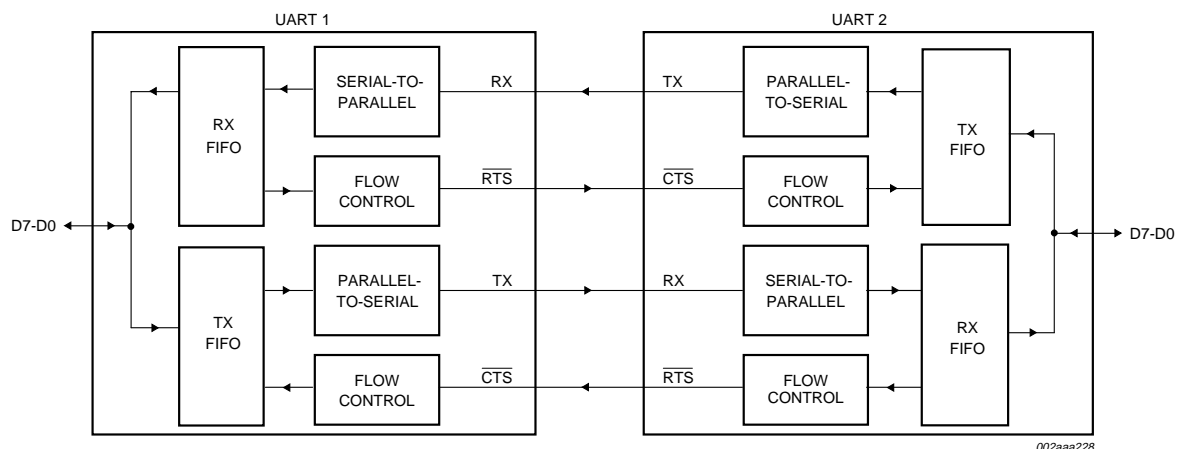 UART 1
UART 2
RX
FIFO
SERIAL-TO-
PARALLEL
RX
TX
PARALLEL-
TO-SERIAL
TX
FIFO
FLOW
CONTROL
RTS
CTS
FLOW
CONTROL
D7-D0
D7-D0
TX
FIFO
PARALLEL-
TO-SERIAL
TX
RX
SERIAL-TO-
PARALLEL
RX
FIFO
FLOW
CONTROL
CTS
RTS
FLOW
CONTROL
002aaa228